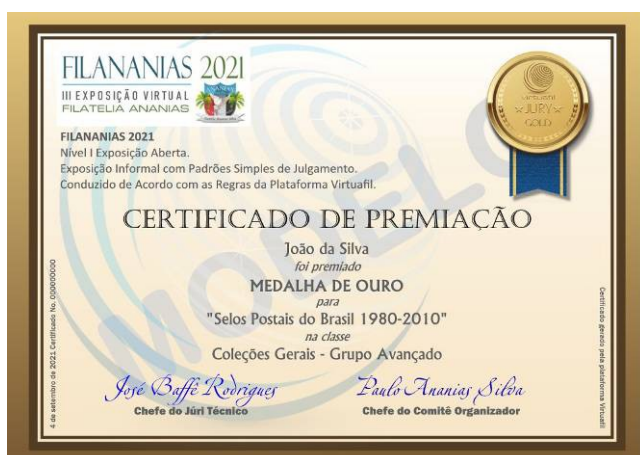 FILANANIAS 2021
III EXPOSIÇÃO VIRTUAL
FILATELIA ANANIAS
ANANIAS
VIRTUAFIL
JURY
GOLD
FILANANIAS 2021
Nível I Exposição Aberta.
Exposição Informal com Padrões Simples de Julgamento.
Conduzido de Acordo com as Regras da Plataforma Virtuafil.
CERTIFICADO DE PREMIAÇÃO
João da Silva
foi premiado
MEDALHA DE OURO
para
"Selos Postais do Brasil 1980-2010"
na classe
Coleções Gerais - Grupo Avançado
José Baffê Rodrigues
Chefe do Júri Técnico
Paulo Ananias Silva
Chefe do Comitê Organizador
4 de setembro de 2021 Certificado No. 000000000
Certificado gerado pela plataforma Virtuafil
MODELO